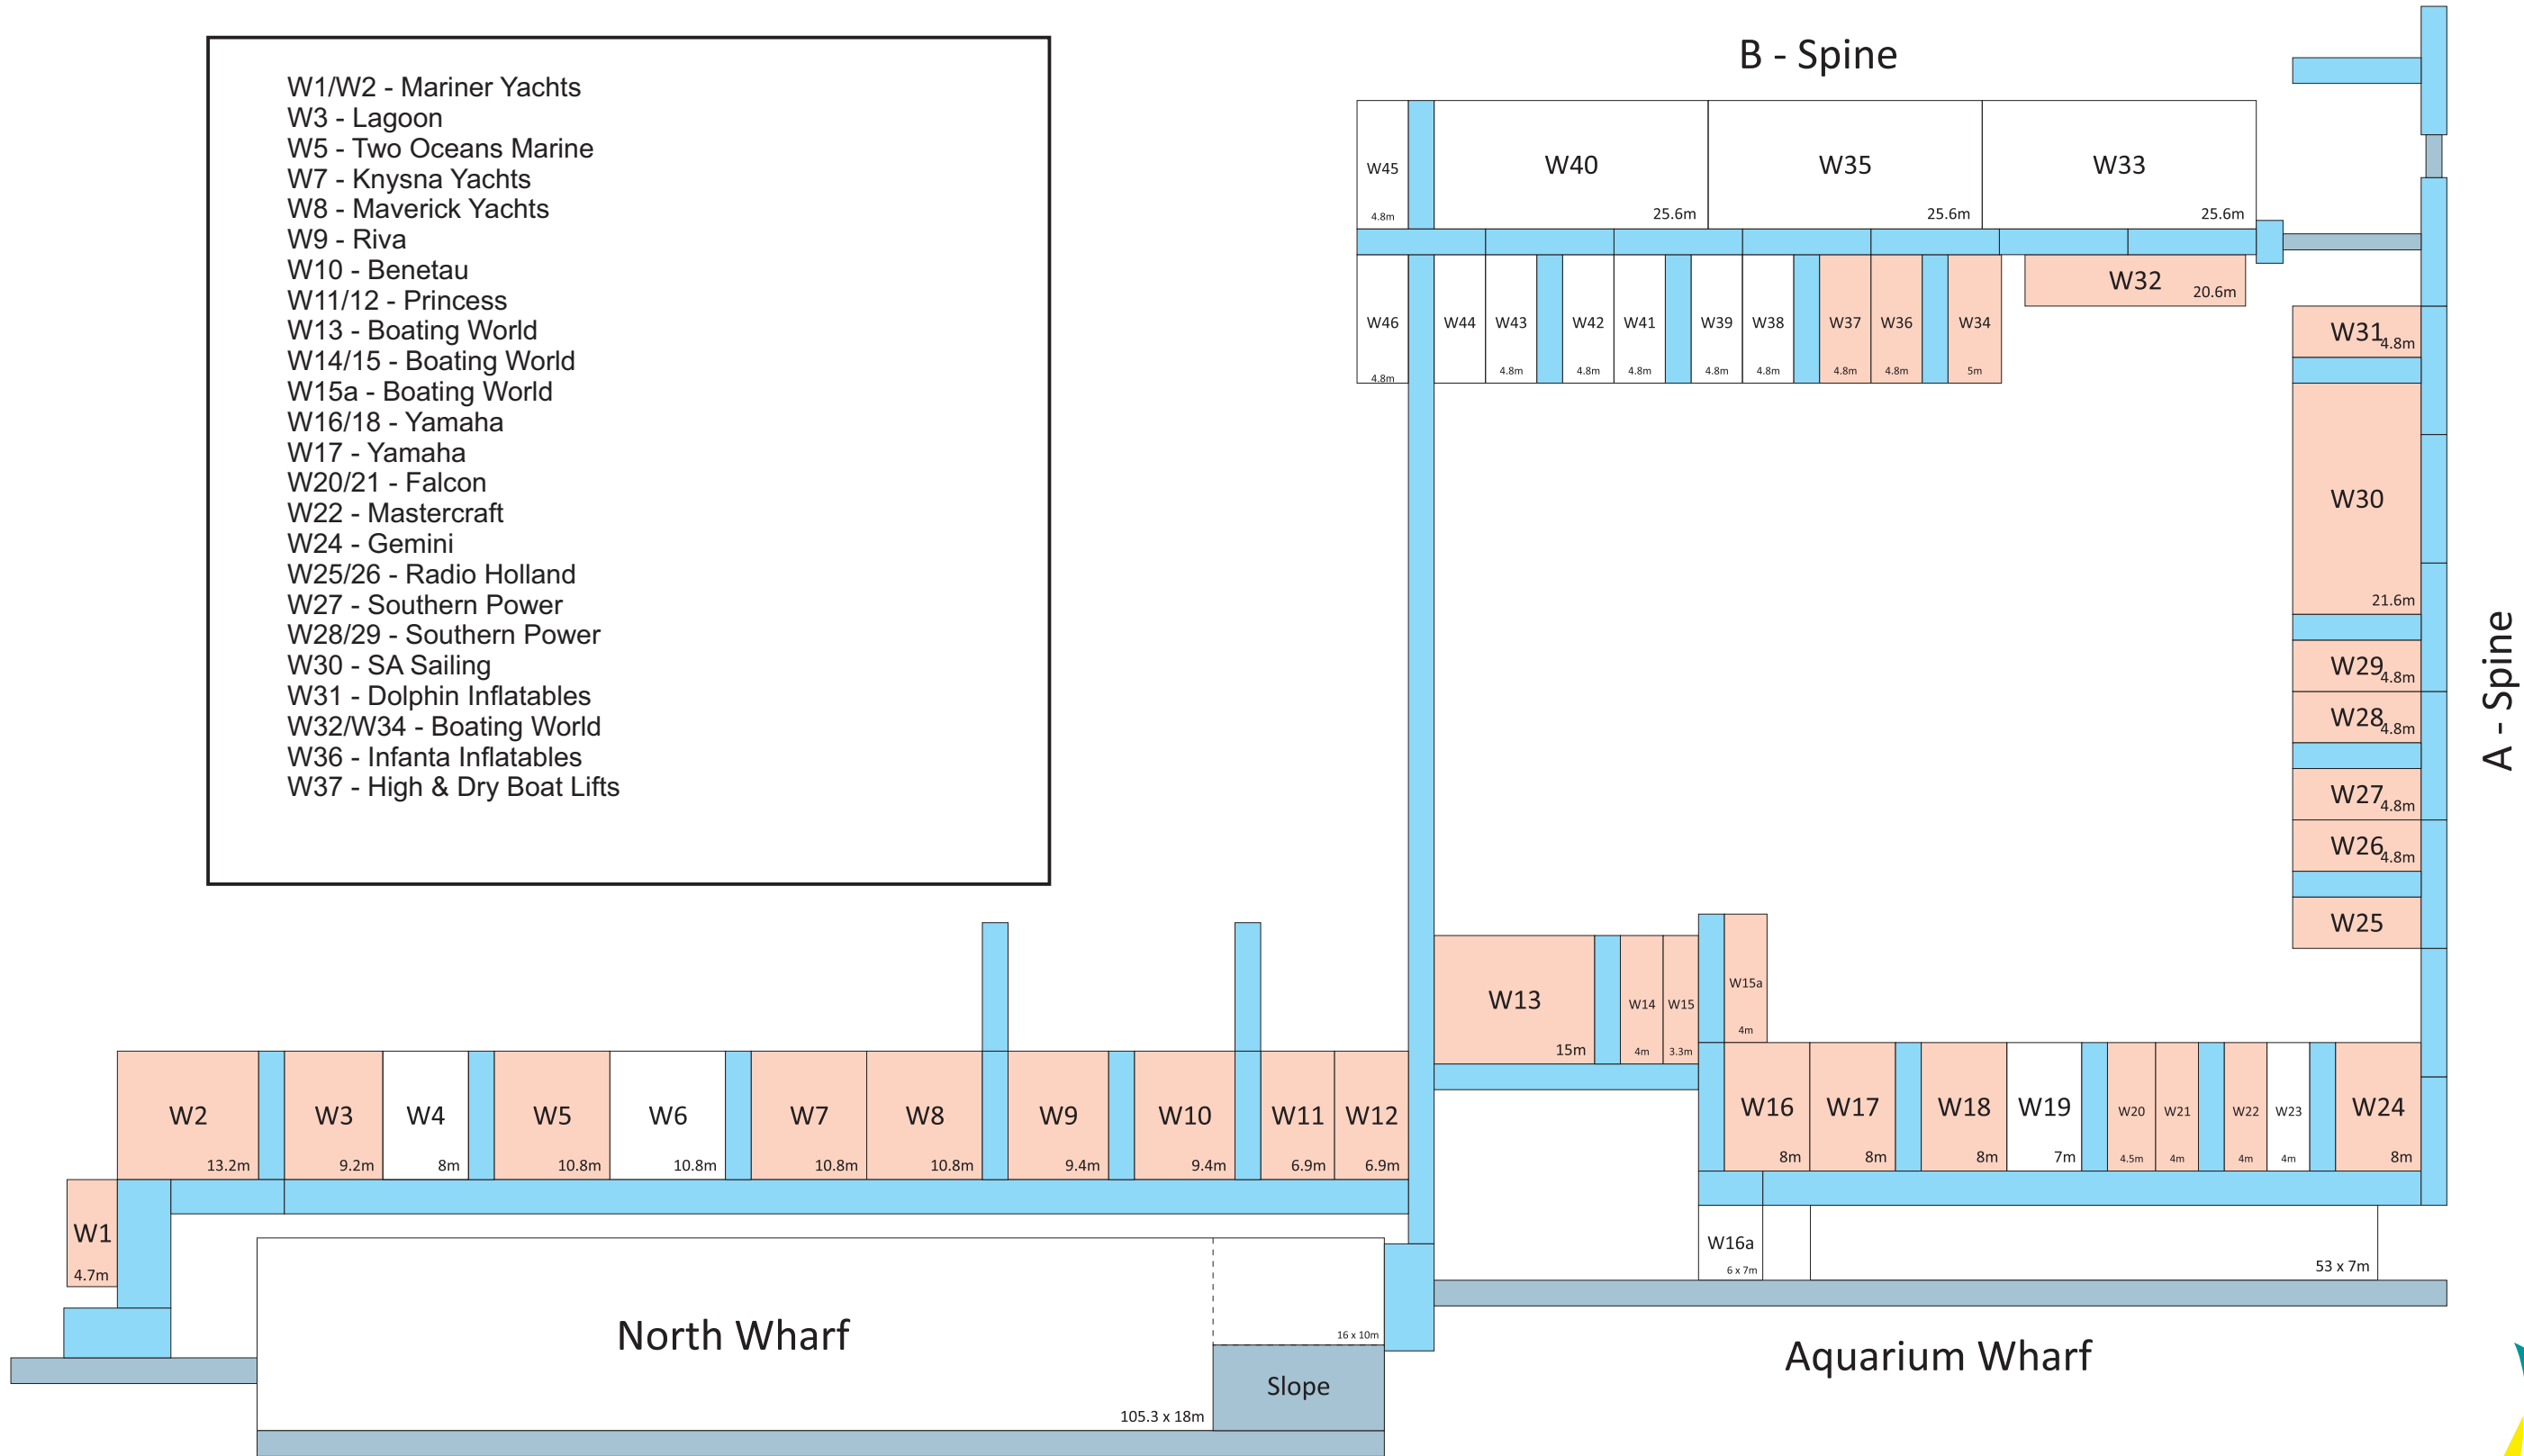 W1/W2 - Mariner Yachts
W3 - Lagoon
W5 - Two Oceans Marine
W7 - Knysna Yachts
W8 - Maverick Yachts
W9 - Riva
W10 - Benetau
W11/12 - Princess
W13 - Boating World
W14/15 - Boating World
W15a - Boating World
W16/18 - Yamaha
W17 - Yamaha
W20/21 - Falcon
W22 - Mastercraft
W24 - Gemini
W25/26 - Radio Holland
W27 - Southern Power
W28/29 - Southern Power
W30 - SA Sailing
W31 - Dolphin Inflatables
W32/W34 - Boating World
W36 - Infanta Inflatables
W37 - High & Dry Boat Lifts
B - Spine
W45
4.8m
W40
25.6m
W35
25.6m
W33
25.6m
W46
4.8m
W44
W43
4.8m
W42
4.8m
W41
4.8m
W39
4.8m
W38
4.8m
W37
4.8m
W36
4.8m
W34
5m
W32
20.6m
W31
4.8m
W30
21.6m
W29
4.8m
W28
4.8m
W27
4.8m
W26
4.8m
W25
A - Spine
W13
15m
W14
4m
W15
3.3m
W15a
4m
W2
13.2m
W3
9.2m
W4
8m
W5
10.8m
W6
10.8m
W7
10.8m
W8
10.8m
W9
9.4m
W10
9.4m
W11
6.9m
W12
6.9m
W16
8m
W17
8m
W18
8m
W19
7m
W20
4.5m
W21
4m
W22
4m
W23
4m
W24
8m
W1
4.7m
W16a
6 x 7m
53 x 7m
North Wharf
16 x 10m
Slope
105.3 x 18m
Aquarium Wharf